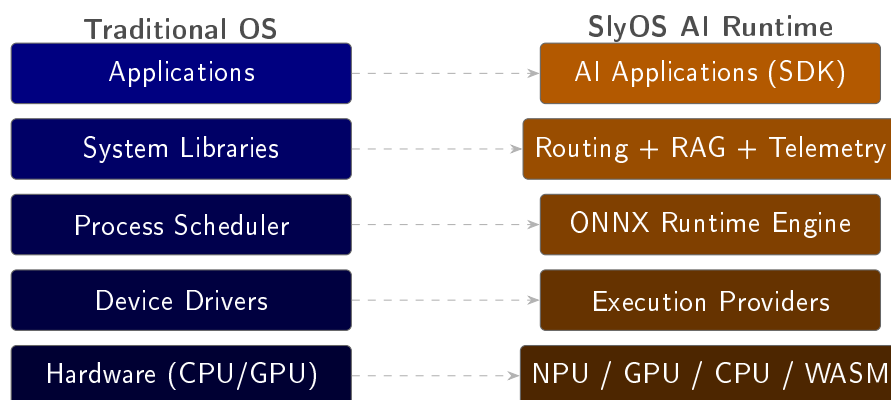 Traditional OS
SlyOS AI Runtime
Applications
AI Applications (SDK)
System Libraries
Routing + RAG + Telemetry
Process Scheduler
ONNX Runtime Engine
Device Drivers
Execution Providers
Hardware (CPU/GPU)
NPU / GPU / CPU / WASM